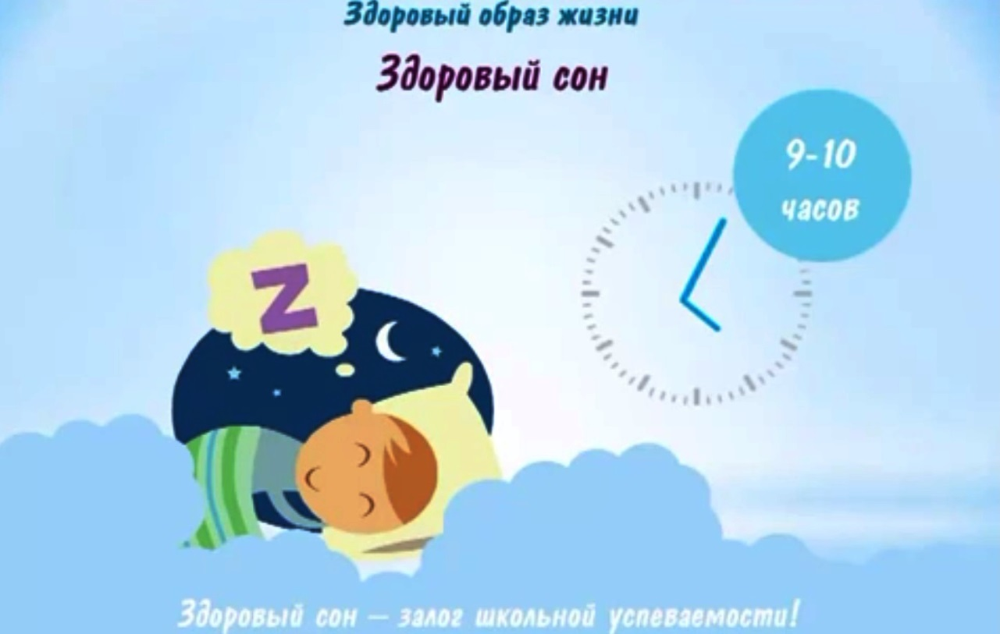 Здоровый образ жизни
Здоровый сон
9-10
часов
Z
Здоровый сон – залог школьной успеваемости!